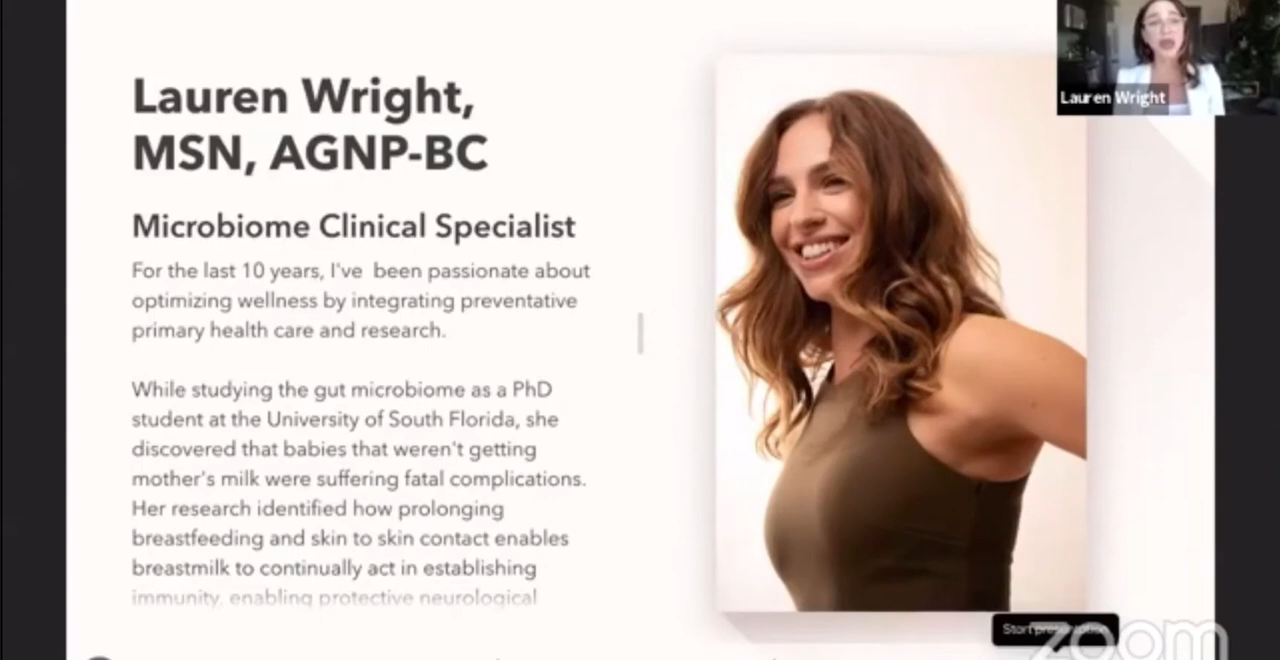 Lauren Wright,
MSN, AGNP-BC
Microbiome Clinical Specialist
For the last 10 years, I've been passionate about
optimizing wellness by integrating preventative
primary health care and research.
While studying the gut microbiome as a PhD
student at the University of South Florida, she
discovered that babies that weren't getting
mother's milk were suffering fatal complications.
Her research identified how prolonging
breastfeeding and skin to skin contact enables
breastmilk to continually act in establishing
immunity, enabling protective neurological
Lauren Wright
Start presentation
zoom